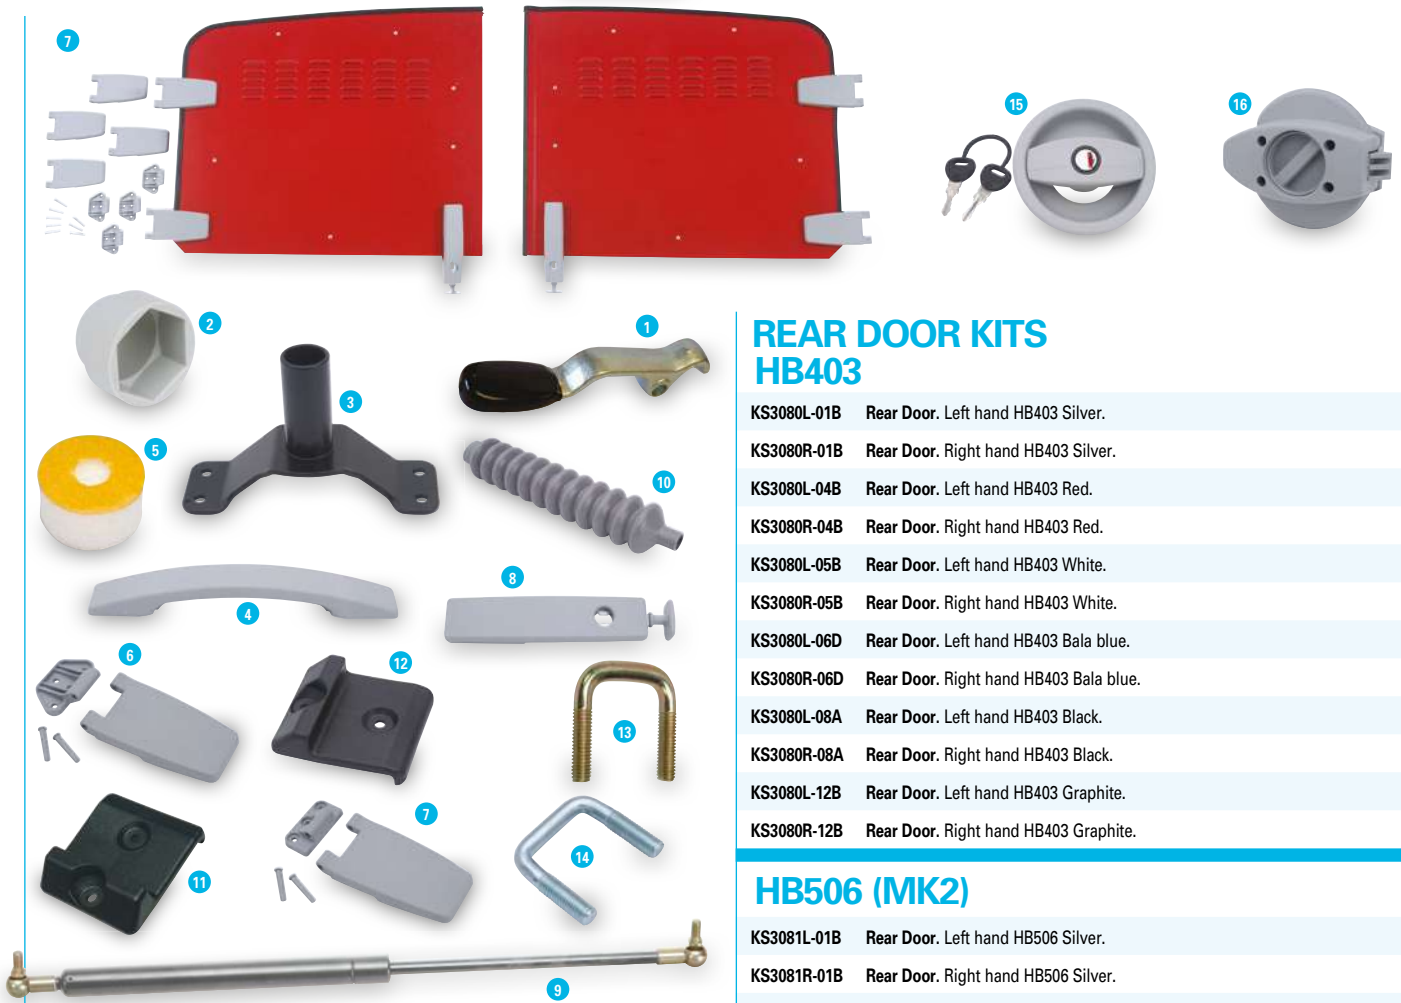 7
15
16
2
1
3
5
10
8
4
6
12
13
7
14
11
9
REAR DOOR KITS
HB403
KS3080L-01B Rear Door. Left hand HB403 Silver.
KS3080R-01B Rear Door. Right hand HB403 Silver.
KS3080L-04B Rear Door. Left hand HB403 Red.
KS3080R-04B Rear Door. Right hand HB403 Red.
KS3080L-05B Rear Door. Left hand HB403 White.
KS3080R-05B Rear Door. Right hand HB403 White.
KS3080L-06D Rear Door. Left hand HB403 Bala blue.
KS3080R-06D Rear Door. Right hand HB403 Bala blue.
KS3080L-08A Rear Door. Left hand HB403 Black.
KS3080R-08A Rear Door. Right hand HB403 Black.
KS3080L-12B Rear Door. Left hand HB403 Graphite.
KS3080R-12B Rear Door. Right hand HB403 Graphite.
HB506 (MK2)
KS3081L-01B Rear Door. Left hand HB506 Silver.
KS3081R-01B Rear Door. Right hand HB506 Silver.